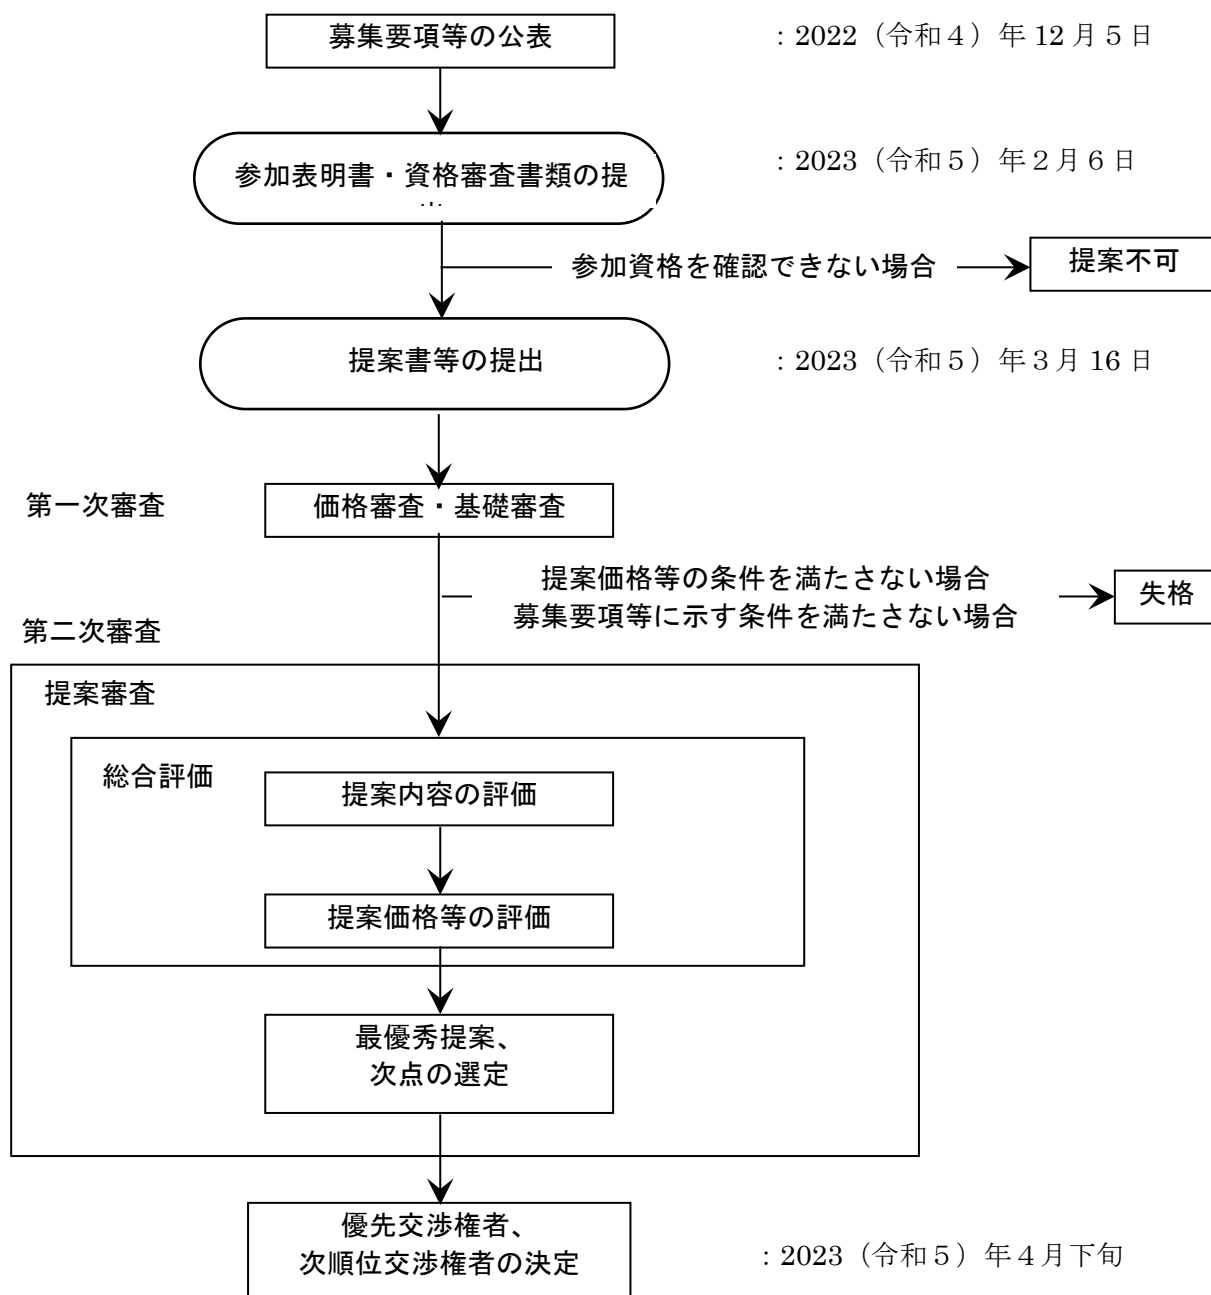 募集要項等の公表
：2022（令和４）年 12 月５日
参加表明書・資格審査書類の提
：2023（令和５）年２月６日
参加資格を確認できない場合
提案不可
提案書等の提出
：2023（令和５）年３月 16 日
第一次審査
価格審査・基礎審査
提案価格等の条件を満たさない場合
募集要項等に示す条件を満たさない場合
失格
第二次審査
提案審査
総合評価
提案内容の評価
提案価格等の評価
最優秀提案、
次点の選定
優先交渉権者、
次順位交渉権者の決定
：2023（令和５）年４月下旬